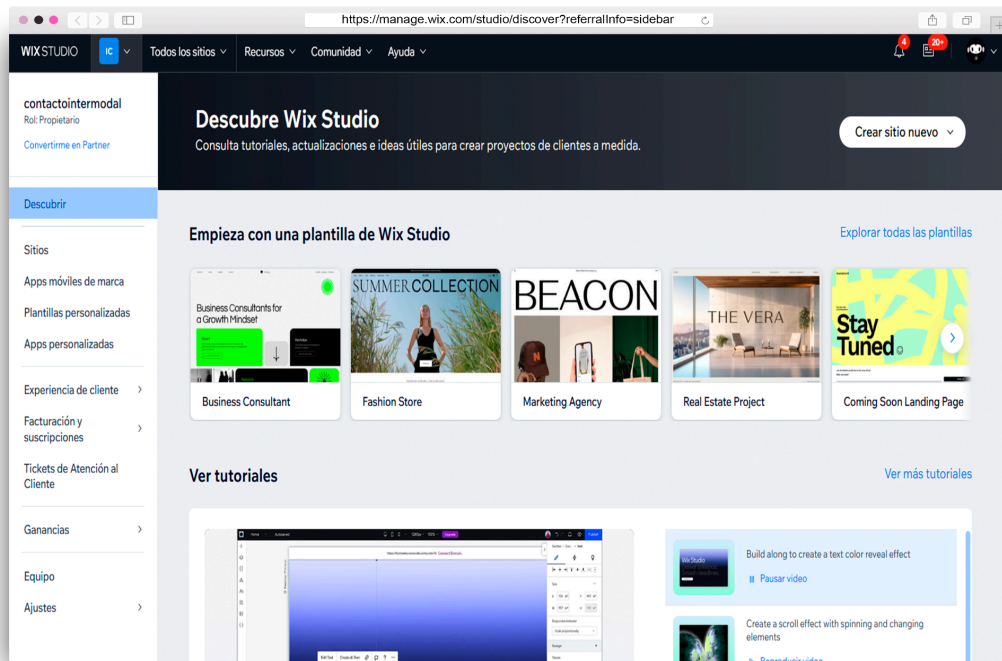 https://manage.wix.com/studio/discover?referralInfo=sidebar
WIX STUDIO
IC
Todos los sitios
Recursos
Comunidad
Ayuda
4
20+
contactointermodal
Rol: Propietario
Convertirme en Partner
Descubre Wix Studio
Consulta tutoriales, actualizaciones e ideas útiles para crear proyectos de clientes a medida.
Crear sitio nuevo
Descubrir
Sitios
Apps móviles de marca
Plantillas personalizadas
Apps personalizadas
Experiencia de cliente
Facturación y
suscripciones
Tickets de Atención al
Cliente
Ganancias
Equipo
Ajustes
Empieza con una plantilla de Wix Studio
Explorar todas las plantillas
Business Consultants for
a Growth Mindset
Business Consultant
SUMMER COLLECTION
Fashion Store
BEACON
N
Marketing Agency
THE VERA
Real Estate Project
Stay
Tuned
Coming Soon Landing Page
Ver tutoriales
Ver más tutoriales
Build along to create a text color reveal effect
Pausar video
Wix Studio
Create a scroll effect with spinning and changing
elements
Reproducir video